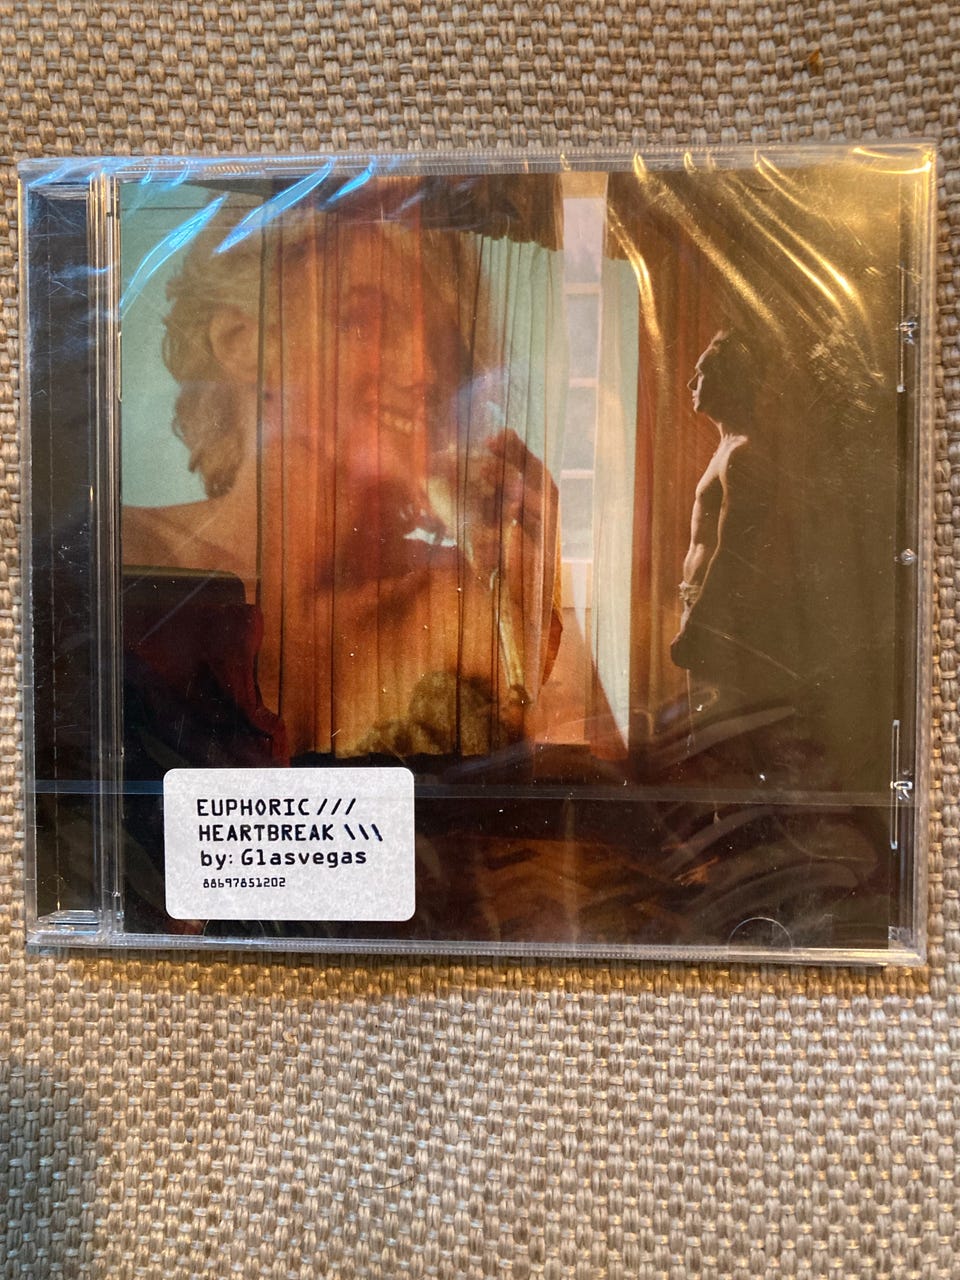 EUPHORIC ///
HEARTBREAK \\\
by: Glasvegas
88697851202